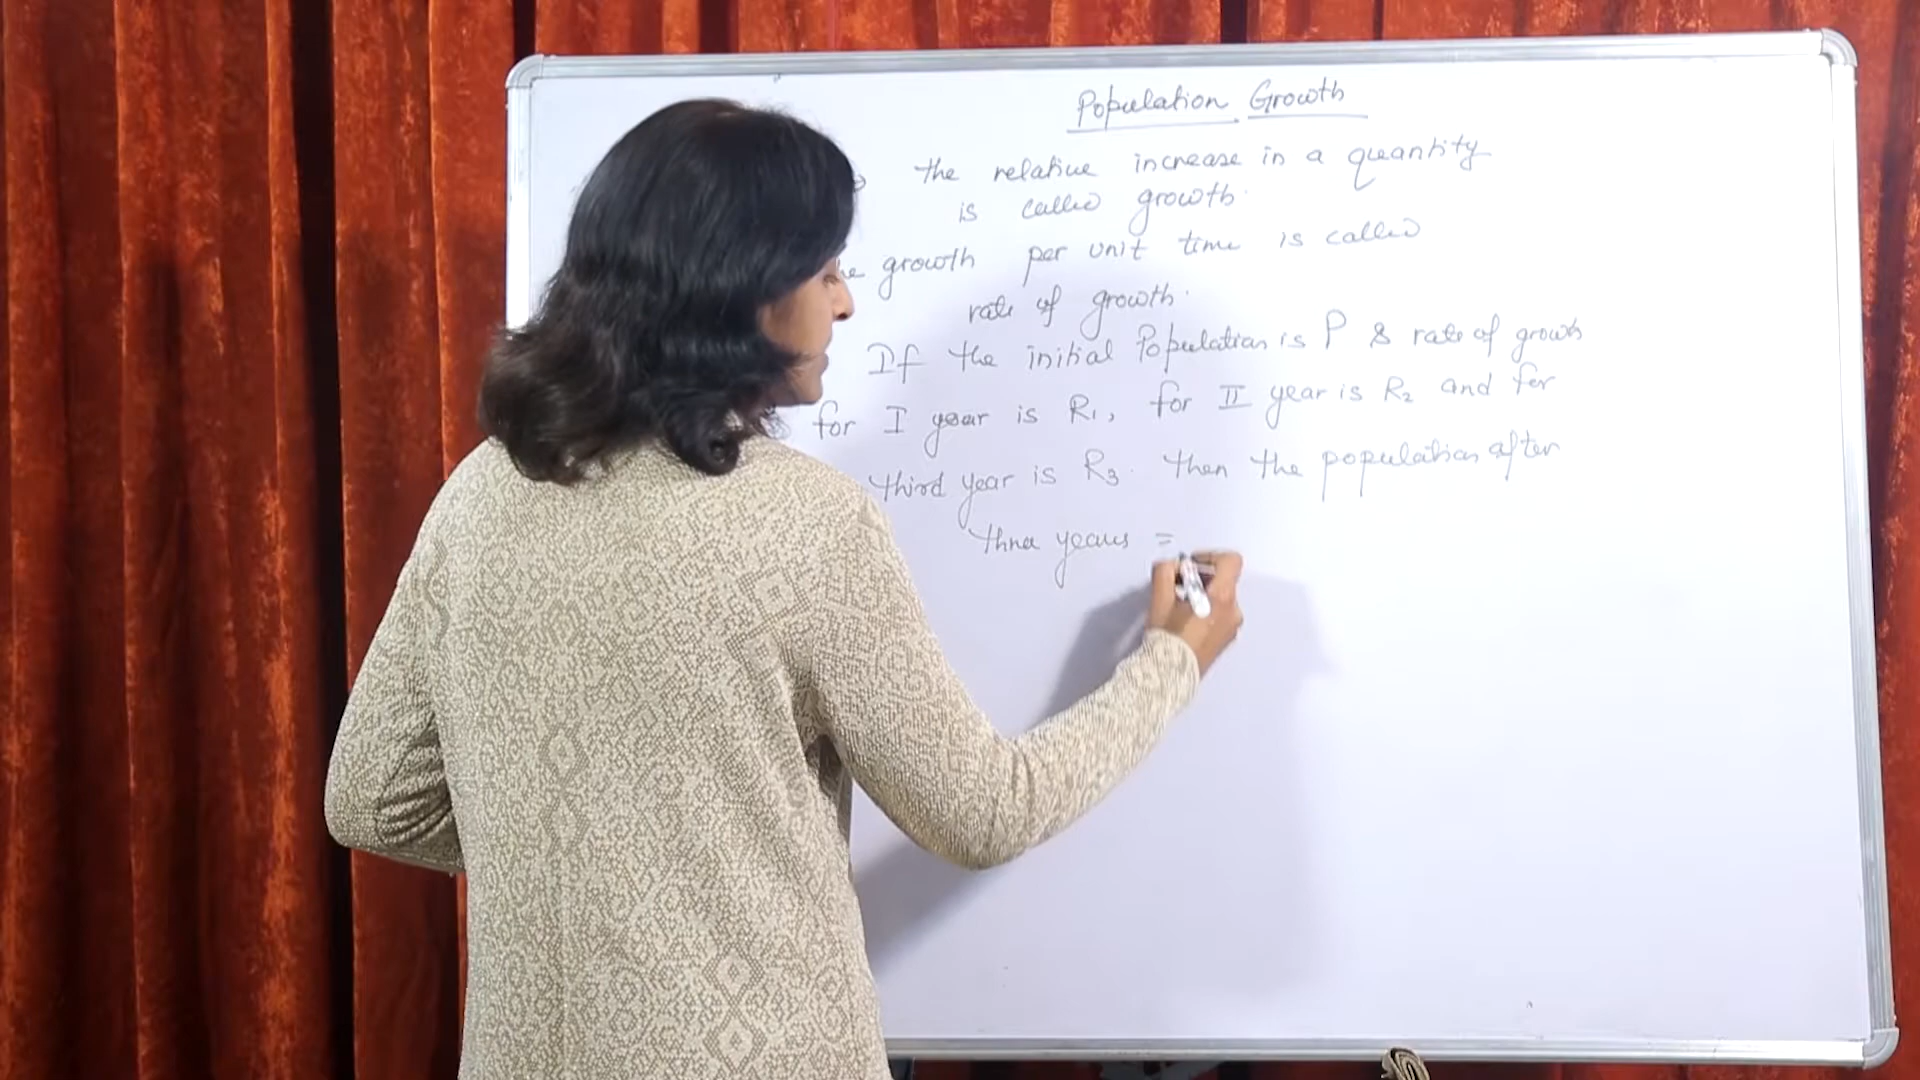 Population Growth
the relative increase in a quantity
is called growth.
growth per unit time is called
rate of growth.
If the initial Population is P & rate of growth
for I year is R₁, for II year is R₂ and for
third year is R₃. then the population after
three years =